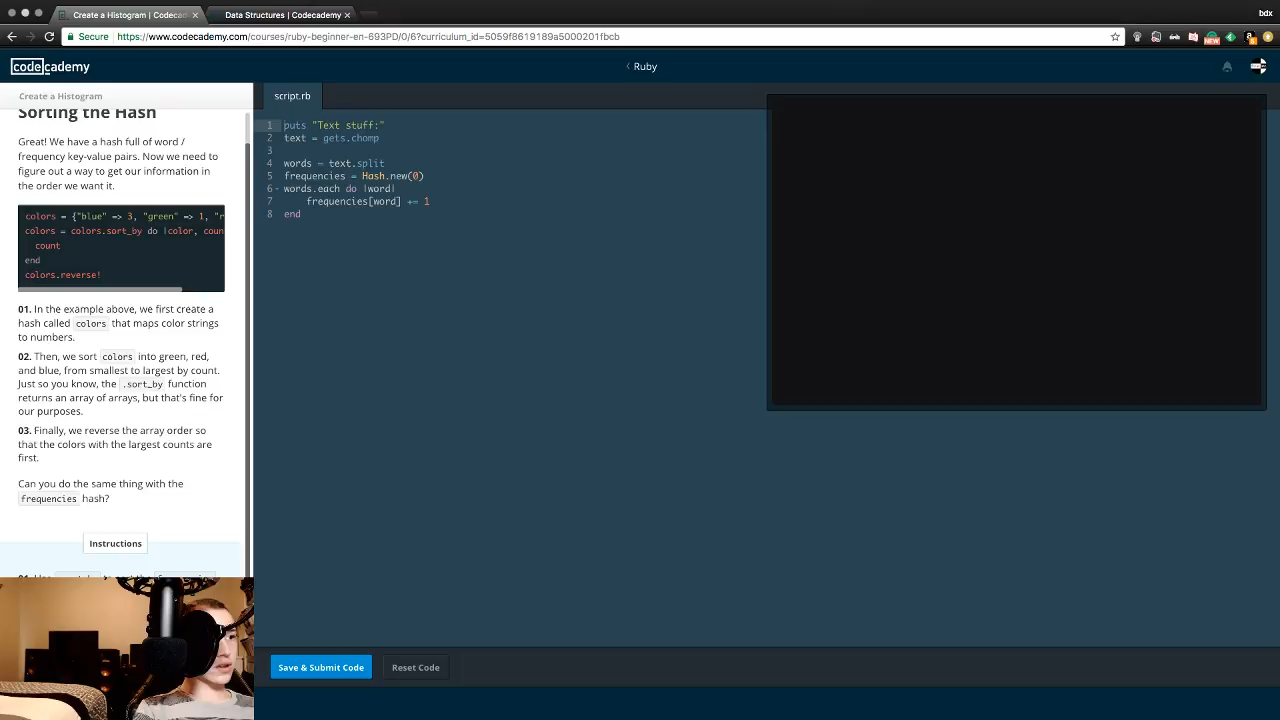 Create a Histogram | Codecad
Data Structures | Codecademy
bdx
Secure
https://www.codecademy.com/courses/ruby-beginner-en-693PD/0/6?curriculum_id=5059f8619189a5000201fbcb
codecademy
Ruby
Create a Histogram
Sorting the Hash
Great! We have a hash full of word /
frequency key-value pairs. Now we need to
figure out a way to get our information in
the order we want it.
colors = {"blue" => 3, "green" => 1, "r
colors = colors.sort_by do |color, coun
count
end
colors.reverse!
01. In the example above, we first create a
hash called colors that maps color strings
to numbers.
02. Then, we sort colors into green, red,
and blue, from smallest to largest by count.
Just so you know, the .sort_by function
returns an array of arrays, but that's fine for
our purposes.
03. Finally, we reverse the array order so
that the colors with the largest counts are
first.
Can you do the same thing with the
frequencies hash?
Instructions
script.rb
1 puts "Text stuff:"
2 text = gets.chomp
3
4 words = text.split
5 frequencies = Hash.new(0)
6 words.each do |word|
7 frequencies[word] += 1
8 end
Save & Submit Code
Reset Code